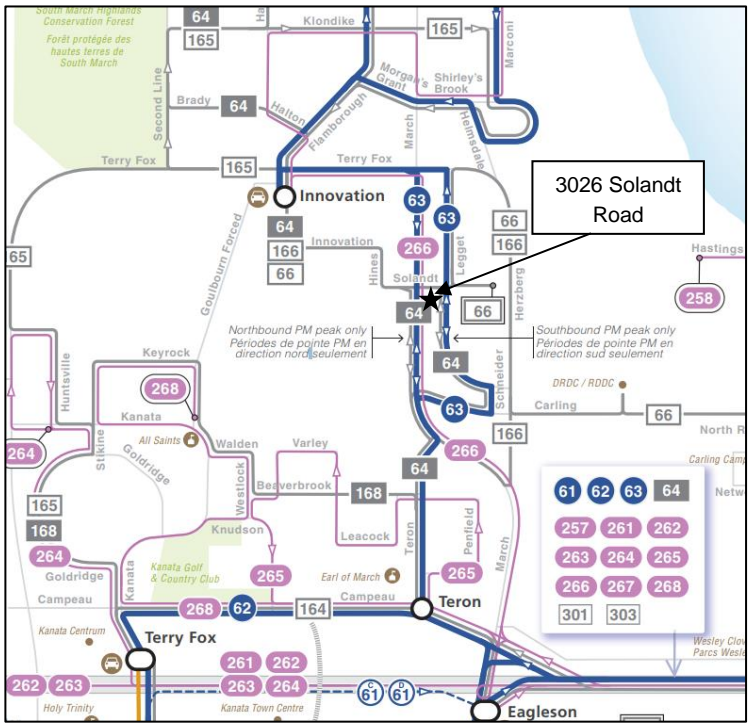 South March Highlands
Conservation Forest
Forêt protégée des
hautes terres de
South March
64
165
Klondike
165
Marconi
Second Line
Brady
64
Halton
Flamborough
Morgan's
Grant
Shirley's
Brook
March
Helmsdale
Terry Fox
165
Terry Fox
Innovation
64
166
66
63
63
266
3026 Solandt
Road
Goulbourn Forced
Innovation
Hines
Solandt
Legget
66
166
Herzberg
Hastings
258
65
64
66
Northbound PM peak only
Périodes de pointe PM en
direction nord seulement
Southbound PM peak only
Périodes de pointe PM en
direction sud seulement
64
Huntsville
Keyrock
268
Kanata
Schneider
DRDC / RDDC
Carling
66
63
264
Stikine
Goldridge
All Saints
Walden
Varley
266
166
North R
Carling Camp
165
168
264
Westlock
Beaverbrook
168
64
Leacock
Teron
Penfield
March
Netw
61 62 63 64
257 261 262
263 264 265
266 267 268
301 303
Knudson
Goldridge
Kanata
Kanata Golf
& Country Club
265
Earl of March
265
Campeau
268
62
164
Campeau
Teron
Kanata Centrum
Terry Fox
Wesley Clov
Parcs Wesle
261 262
262 263
263 264
C
61
D
61
Holy Trinity
Kanata Town Centre
Eagleson